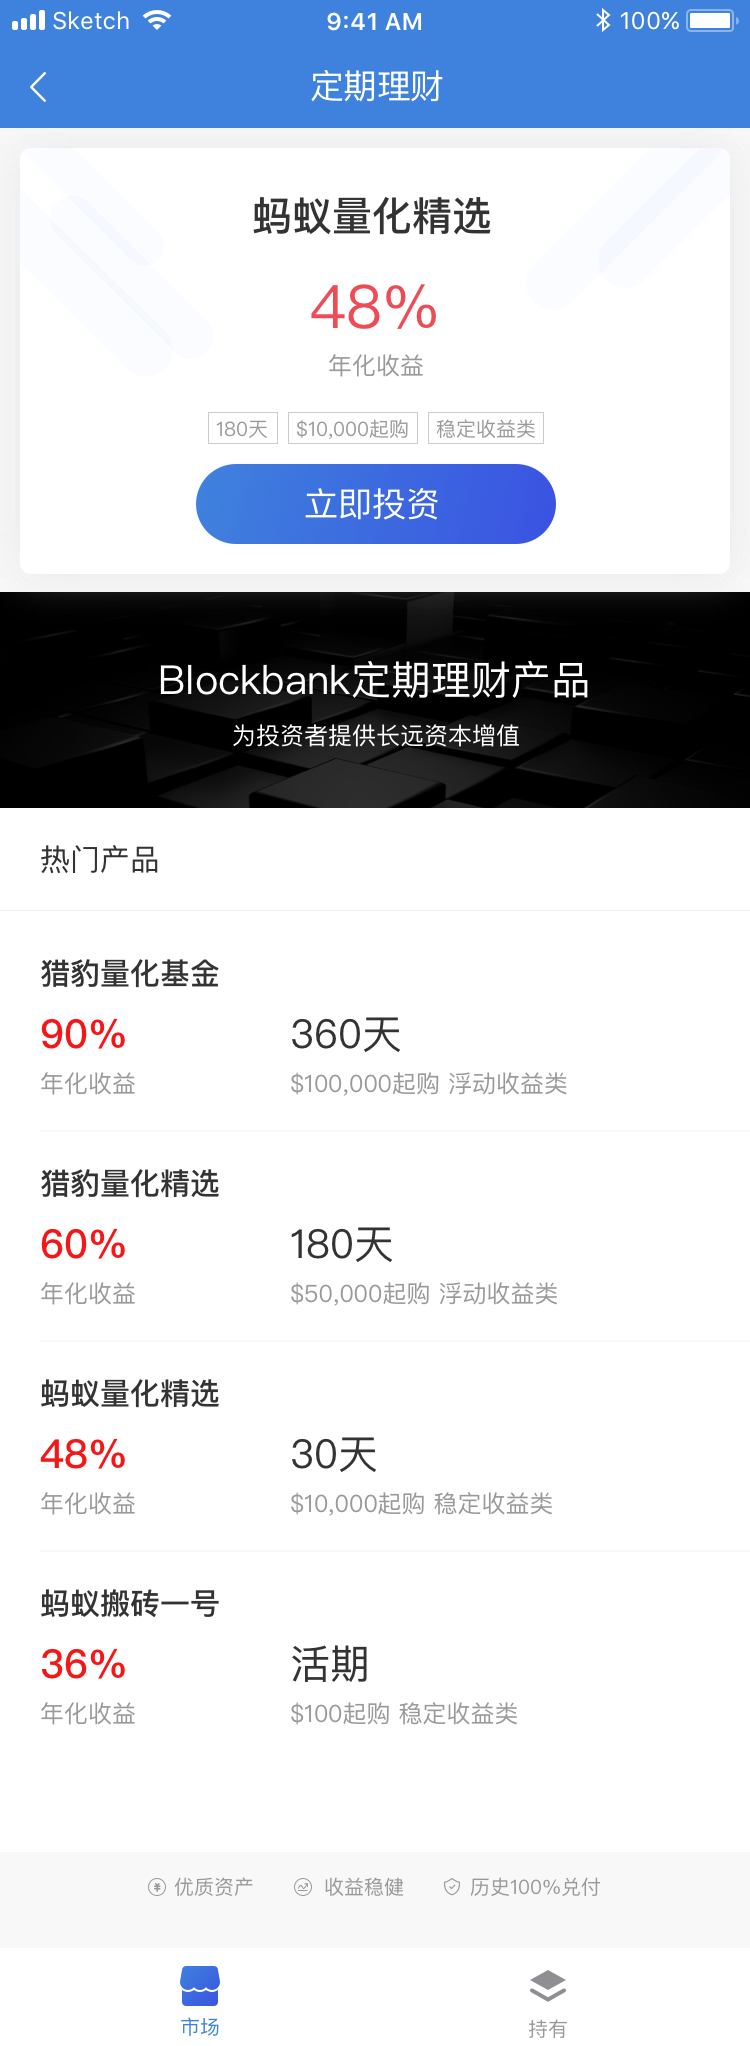 Sketch 9:41 AM 100%
定期理财
蚂蚁量化精选
48%
年化收益
180天 $10,000起购 稳定收益类
立即投资
Blockbank定期理财产品
为投资者提供长远资本增值
热门产品
猎豹量化基金
90% 360天
年化收益 $100,000起购 浮动收益类
猎豹量化精选
60% 180天
年化收益 $50,000起购 浮动收益类
蚂蚁量化精选
48% 30天
年化收益 $10,000起购 稳定收益类
蚂蚁搬砖一号
36% 活期
年化收益 $100起购 稳定收益类
优质资产 收益稳健 历史100%兑付
市场 持有